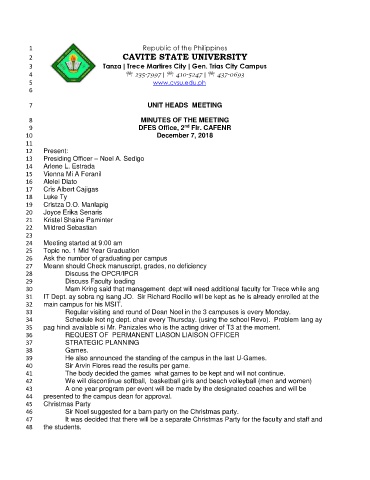 1 Republic of the Philippines
2 CAVITE STATE UNIVERSITY
3 Tanza | Trece Martires City | Gen. Trias City Campus
4 ☏ 235-7997 | ☏ 410-5247 | ☏ 437-0693
5 www.cvsu.edu.ph
6
7 UNIT HEADS MEETING
8 MINUTES OF THE MEETING
9 DFES Office, 2nd Flr. CAFENR
10 December 7, 2018
11
12 Present:
13 Presiding Officer – Noel A. Sedigo
14 Arlene L. Estrada
15 Vienna Mi A Feranil
16 Alelei Diato
17 Cris Albert Cajigas
18 Luke Ty
19 Cristza D.O. Manlapig
20 Joyce Erika Senaris
21 Kristel Shaine Paminter
22 Mildred Sebastian
23
24 Meeting started at 9:00 am
25 Topic no. 1 Mid Year Graduation
26 Ask the number of graduating per campus
27 Meann should Check manuscript, grades, no deficiency
28 Discuss the OPCR/IPCR
29 Discuss Faculty loading
30 Mam Kring said that management dept will need additional faculty for Trece while ang
31 IT Dept. ay sobra ng isang JO. Sir Richard Rocillo will be kept as he is already enrolled at the
32 main campus for his MSIT.
33 Regular visiting and round of Dean Noel in the 3 campuses is every Monday.
34 Schedule kot ng dept. chair every Thursday. (using the school Revo). Problem lang ay
35 pag hindi available si Mr. Panizales who is the acting driver of T3 at the moment.
36 REQUEST OF PERMANENT LIASON LIAISON OFFICER
37 STRATEGIC PLANNING
38 Games.
39 He also announced the standing of the campus in the last U-Games.
40 Sir Arvin Flores read the results per game.
41 The body decided the games what games to be kept and will not continue.
42 We will discontinue softball, basketball girls and beach volleyball (men and women)
43 A one year program per event will be made by the designated coaches and will be
44 presented to the campus dean for approval.
45 Christmas Party
46 Sir Noel suggested for a barn party on the Christmas party.
47 It was decided that there will be a separate Christmas Party for the faculty and staff and
48 the students.